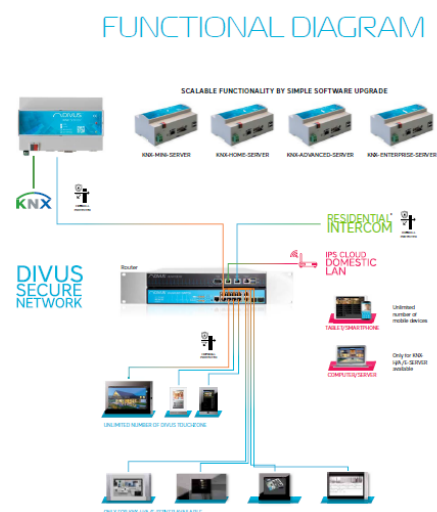 FUNCTIONAL DIAGRAM
SCALABLE FUNCTIONALITY BY SIMPLE SOFTWARE UPGRADE
DIVUS
KNX-MINI-SERVER
KNX-HOME-SERVER
KNX-ADVANCED-SERVER
KNX-ENTERPRISE-SERVER
KNX
RESIDENTIAL
INTERCOM
IPS CLOUD
DOMESTIC
LAN
DIVUS
SECURE
NETWORK
Router
Unlimited
number of
mobile devices
TABLET/SMARTPHONE
Only for KNX
available
COMPUTER/SERVER
UNLIMITED NUMBER OF DIVUS TOUCHZONE